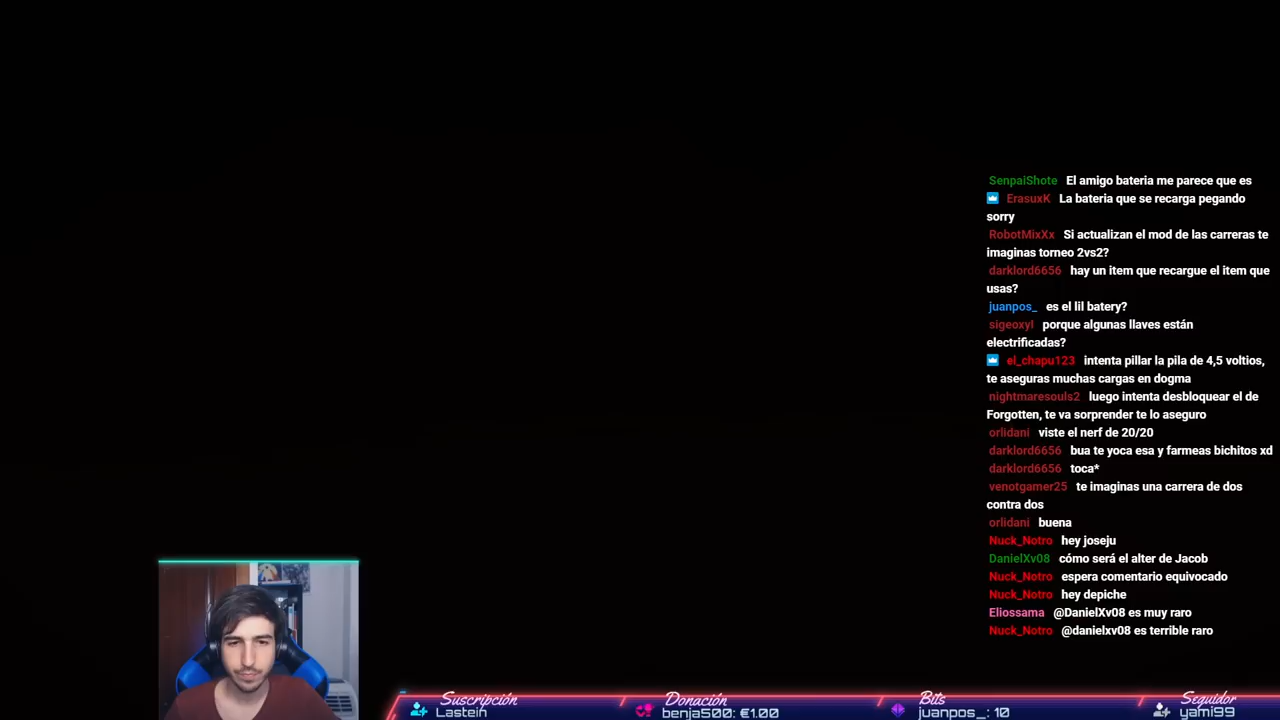 SenpaiShote El amigo bateria me parece que es
ErasuxK La bateria que se recarga pegando
sorry
RobotMixXx Si actualizan el mod de las carreras te
imaginas torneo 2vs2?
darklord6656 hay un item que recargue el item que
usas?
juanpos_ es el lil batery?
sigeoxyl porque algunas llaves están
electrificadas?
el_chapu123 intenta pillar la pila de 4,5 voltios,
te aseguras muchas cargas en dogma
nightmaresouls2 luego intenta desbloquear el de
Forgotten, te va sorprender te lo aseguro
orlidani viste el nerf de 20/20
darklord6656 bua te yoca esa y farmeas bichitos xd
darklord6656 toca*
venotgamer25 te imaginas una carrera de dos
contra dos
orlidani buena
Nuck_Notro hey joseju
DanielXv08 cómo será el alter de Jacob
Nuck_Notro espera comentario equivocado
Nuck_Notro hey depiche
Eliossama @DanielXv08 es muy raro
Nuck_Notro @danielxv08 es terrible raro
Suscripción Donación Bits Seguidor
Lastein benja500: €1.00 juanpos_: 10 yami99